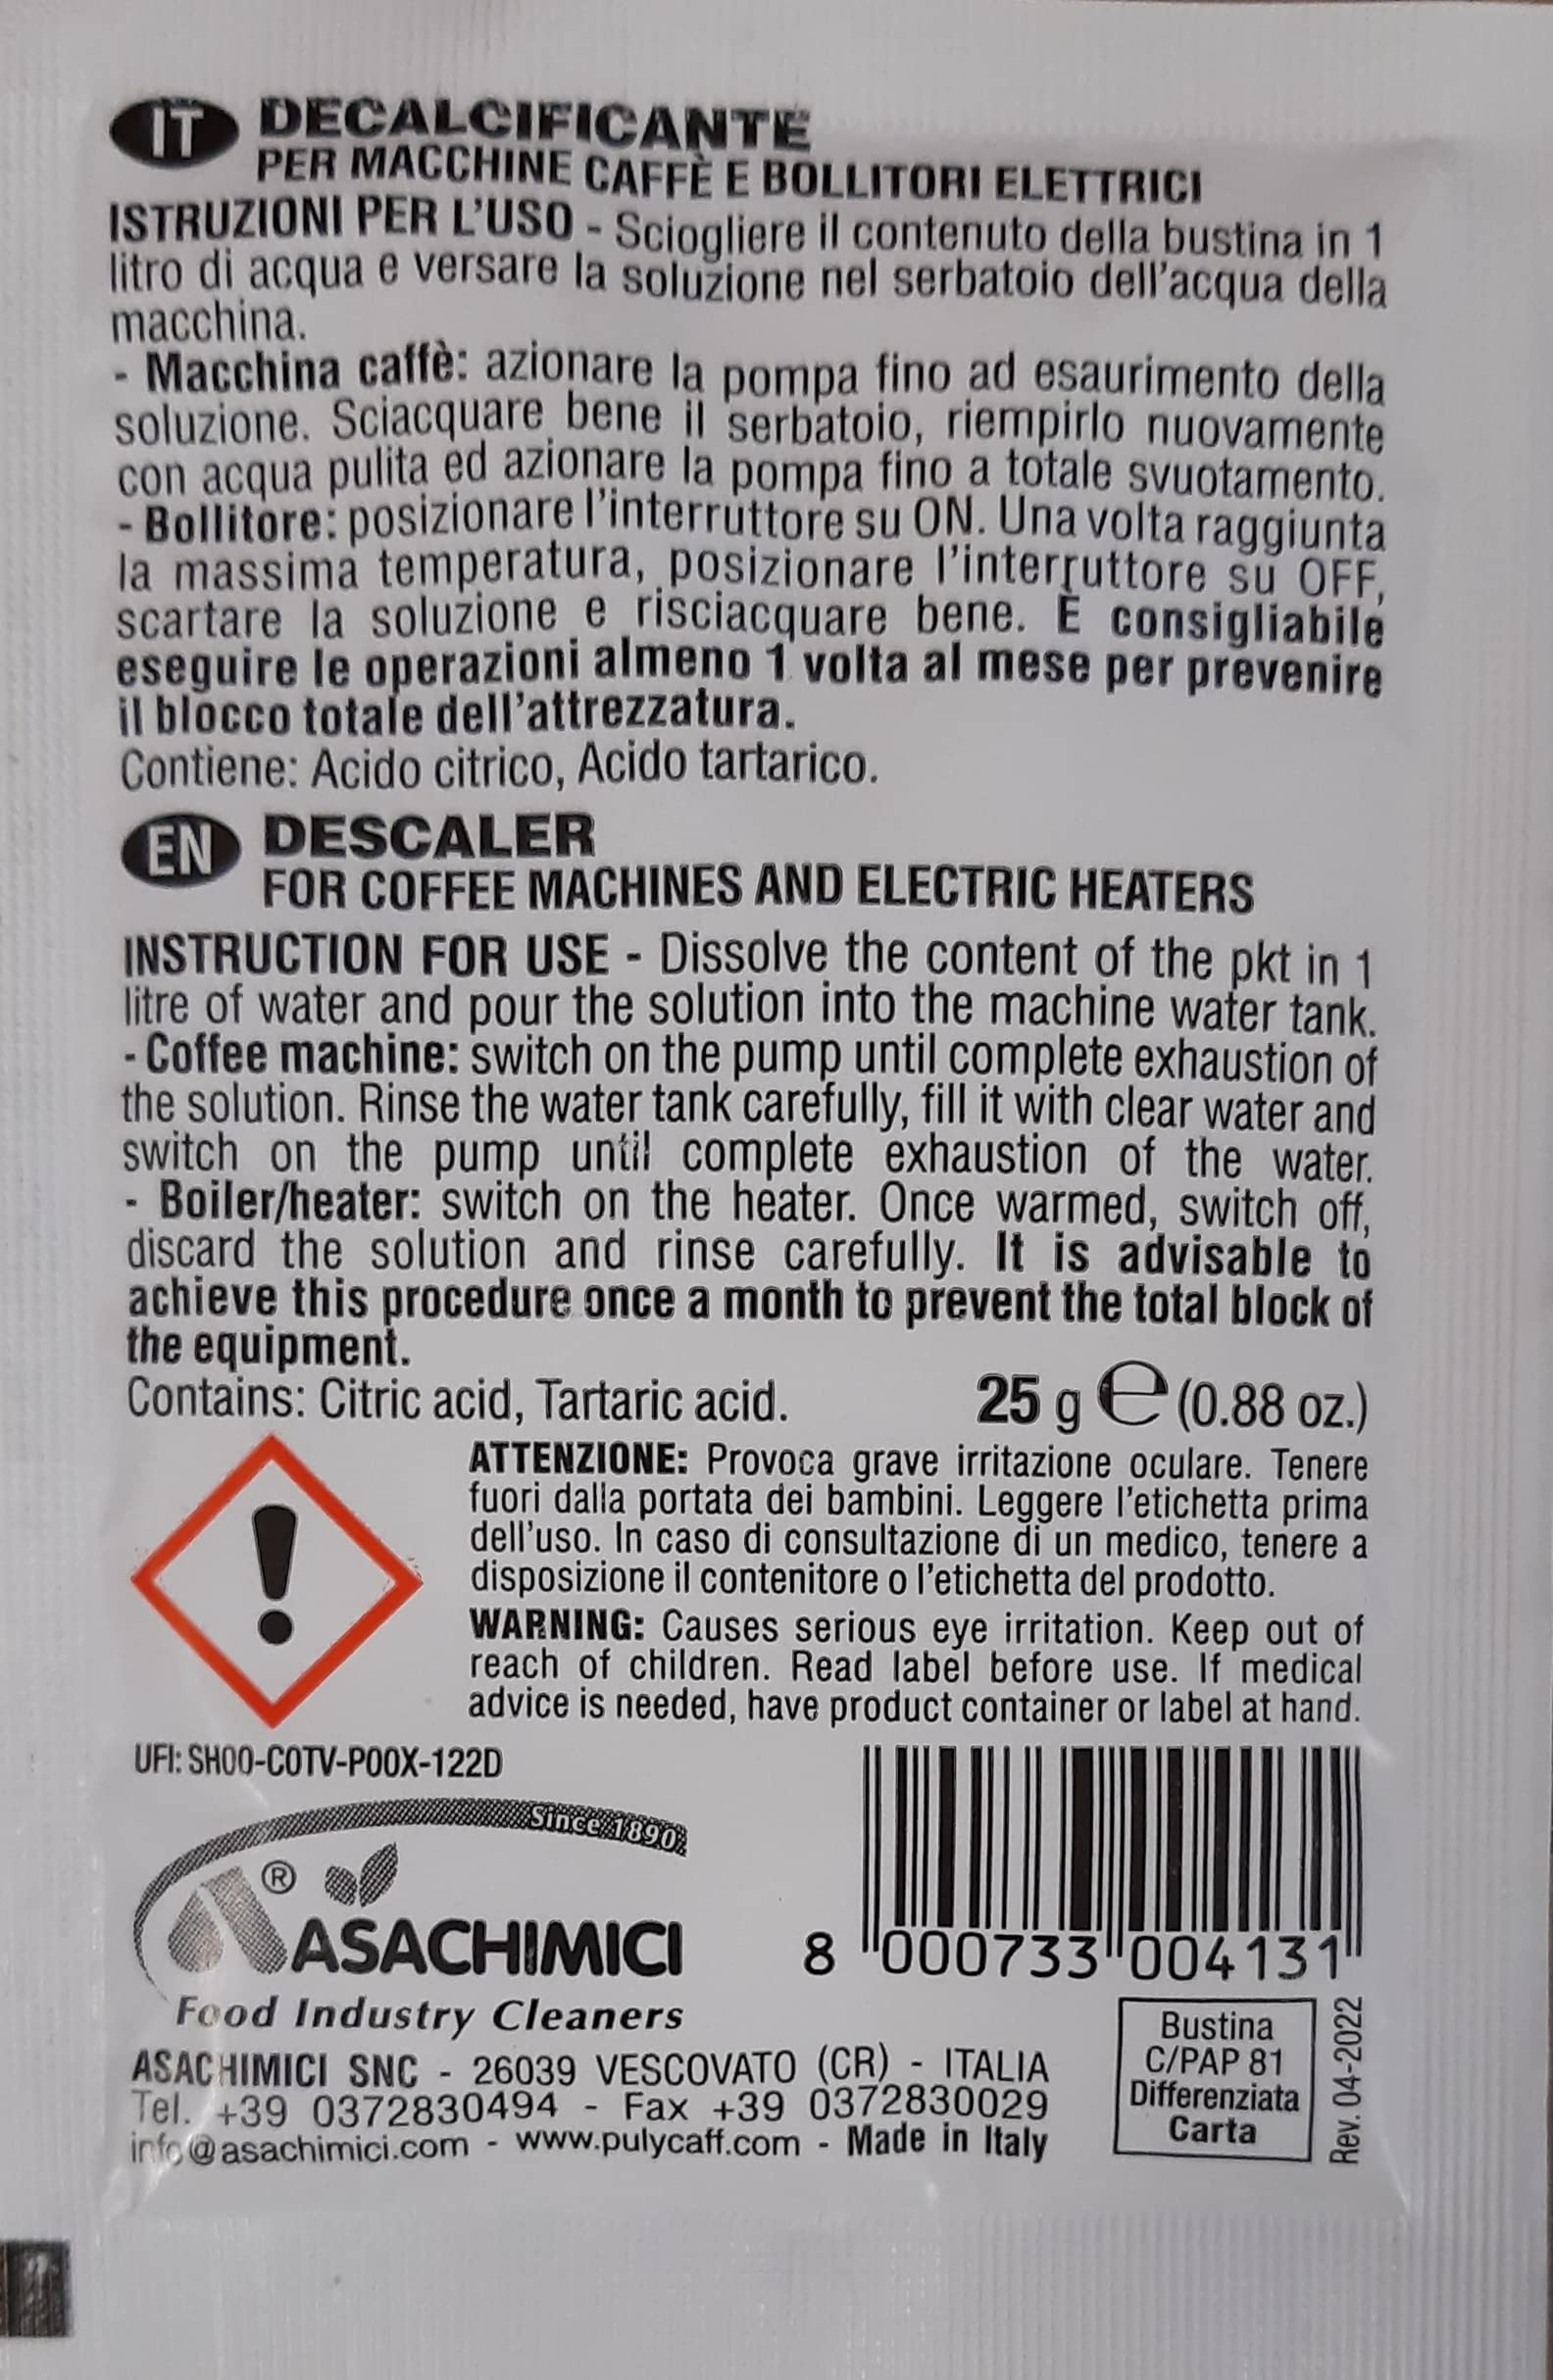 IT DECALCIFICANTE
PER MACCHINE CAFFÈ E BOLLITORI ELETTRICI
ISTRUZIONI PER L'USO - Sciogliere il contenuto della bustina in 1
litro di acqua e versare la soluzione nel serbatoio dell'acqua della
macchina.
- Macchina caffè: azionare la pompa fino ad esaurimento della
soluzione. Sciacquare bene il serbatoio, riempirlo nuovamente
con acqua pulita ed azionare la pompa fino a totale svuotamento.
- Bollitore: posizionare l'interruttore su ON. Una volta raggiunta
la massima temperatura, posizionare l'interruttore su OFF,
scartare la soluzione e risciacquare bene. È consigliabile
eseguire le operazioni almeno 1 volta al mese per prevenire
il blocco totale dell'attrezzatura.
Contiene: Acido citrico, Acido tartarico.
EN DESCALER
FOR COFFEE MACHINES AND ELECTRIC HEATERS
INSTRUCTION FOR USE - Dissolve the content of the pkt in 1
litre of water and pour the solution into the machine water tank.
- Coffee machine: switch on the pump until complete exhaustion of
the solution. Rinse the water tank carefully, fill it with clear water and
switch on the pump until complete exhaustion of the water.
- Boiler/heater: switch on the heater. Once warmed, switch off,
discard the solution and rinse carefully. It is advisable to
achieve this procedure once a month to prevent the total block of
the equipment.
Contains: Citric acid, Tartaric acid. 25 g e (0.88 oz.)
ATTENZIONE: Provoca grave irritazione oculare. Tenere
fuori dalla portata dei bambini. Leggere l'etichetta prima
dell'uso. In caso di consultazione di un medico, tenere a
disposizione il contenitore o l'etichetta del prodotto.
WARNING: Causes serious eye irritation. Keep out of
reach of children. Read label before use. If medical
advice is needed, have product container or label at hand.
UFI: SH00-C0TV-P00X-122D
Since 1890
®
ASACHIMICI
Food Industry Cleaners
8 000733 004131
ASACHIMICI SNC - 26039 VESCOVATO (CR) - ITALIA
Tel. +39 0372830494 - Fax +39 0372830029
info@asachimici.com - www.pulycaff.com - Made in Italy
Bustina
C/PAP 81
Differenziata
Carta
Rev. 04-2022